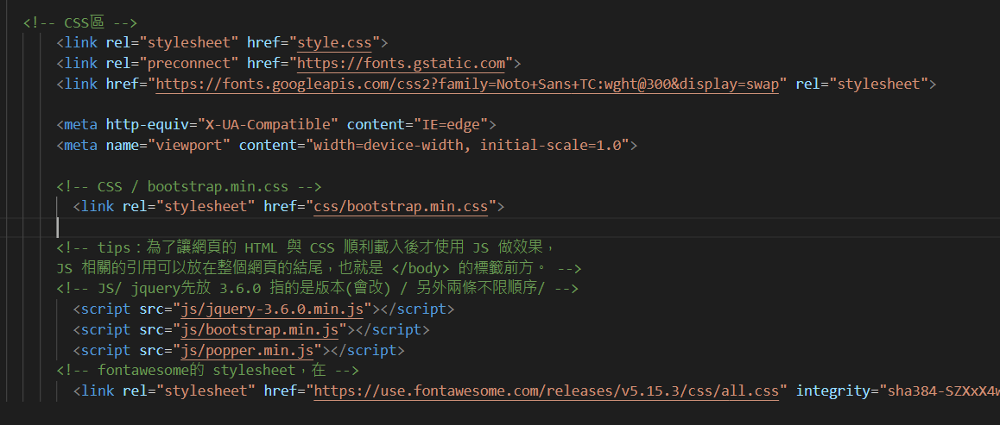 <!-- CSS區 -->
<link rel="stylesheet" href="style.css">
<link rel="preconnect" href="https://fonts.gstatic.com">
<link href="https://fonts.googleapis.com/css2?family=Noto+Sans+TC:wght@300&display=swap" rel="stylesheet">
<meta http-equiv="X-UA-Compatible" content="IE=edge">
<meta name="viewport" content="width=device-width, initial-scale=1.0">
<!-- CSS / bootstrap.min.css -->
<link rel="stylesheet" href="css/bootstrap.min.css">
<!-- tips：為了讓網頁的 HTML 與 CSS 順利載入後才使用 JS 做效果，
JS 相關的引用可以放在整個網頁的結尾，也就是 </body> 的標籤前方。 -->
<!-- JS/ jquery先放 3.6.0 指的是版本(會改) / 另外兩條不限順序/ -->
<script src="js/jquery-3.6.0.min.js"></script>
<script src="js/bootstrap.min.js"></script>
<script src="js/popper.min.js"></script>
<!-- fontawesome的 stylesheet，在 -->
<link rel="stylesheet" href="https://use.fontawesome.com/releases/v5.15.3/css/all.css" integrity="sha384-SZXxX4w